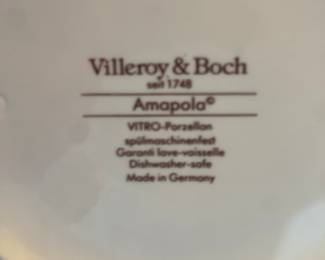 Villeroy & Boch
seit 1748
Amapola©
VITRO-Porzellan
spülmaschinenfest
Garanti lave-vaisselle
Dishwasher-safe
Made in Germany